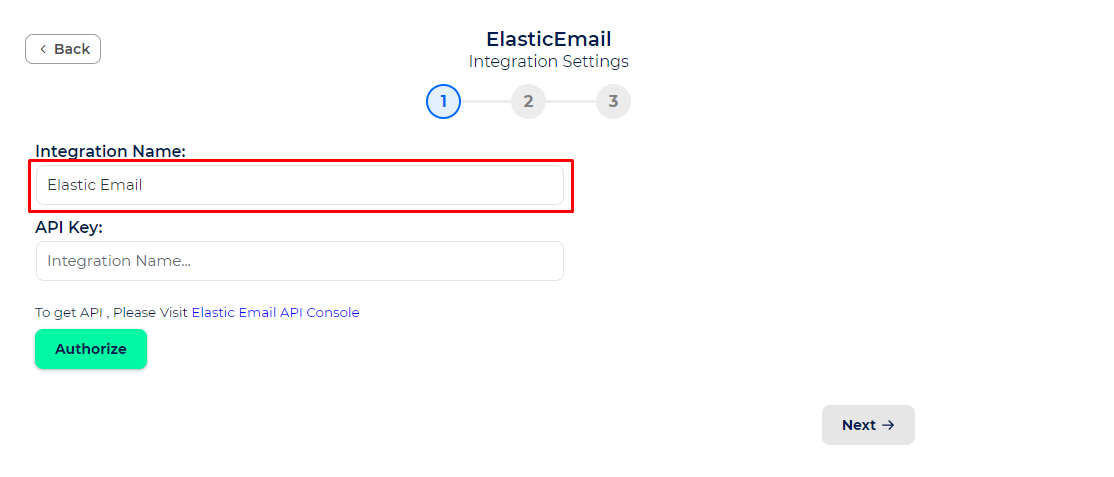 Back
ElasticEmail
Integration Settings
1 2 3
Integration Name:
Elastic Email
API Key:
Integration Name...
To get API , Please Visit Elastic Email API Console
Authorize
Next